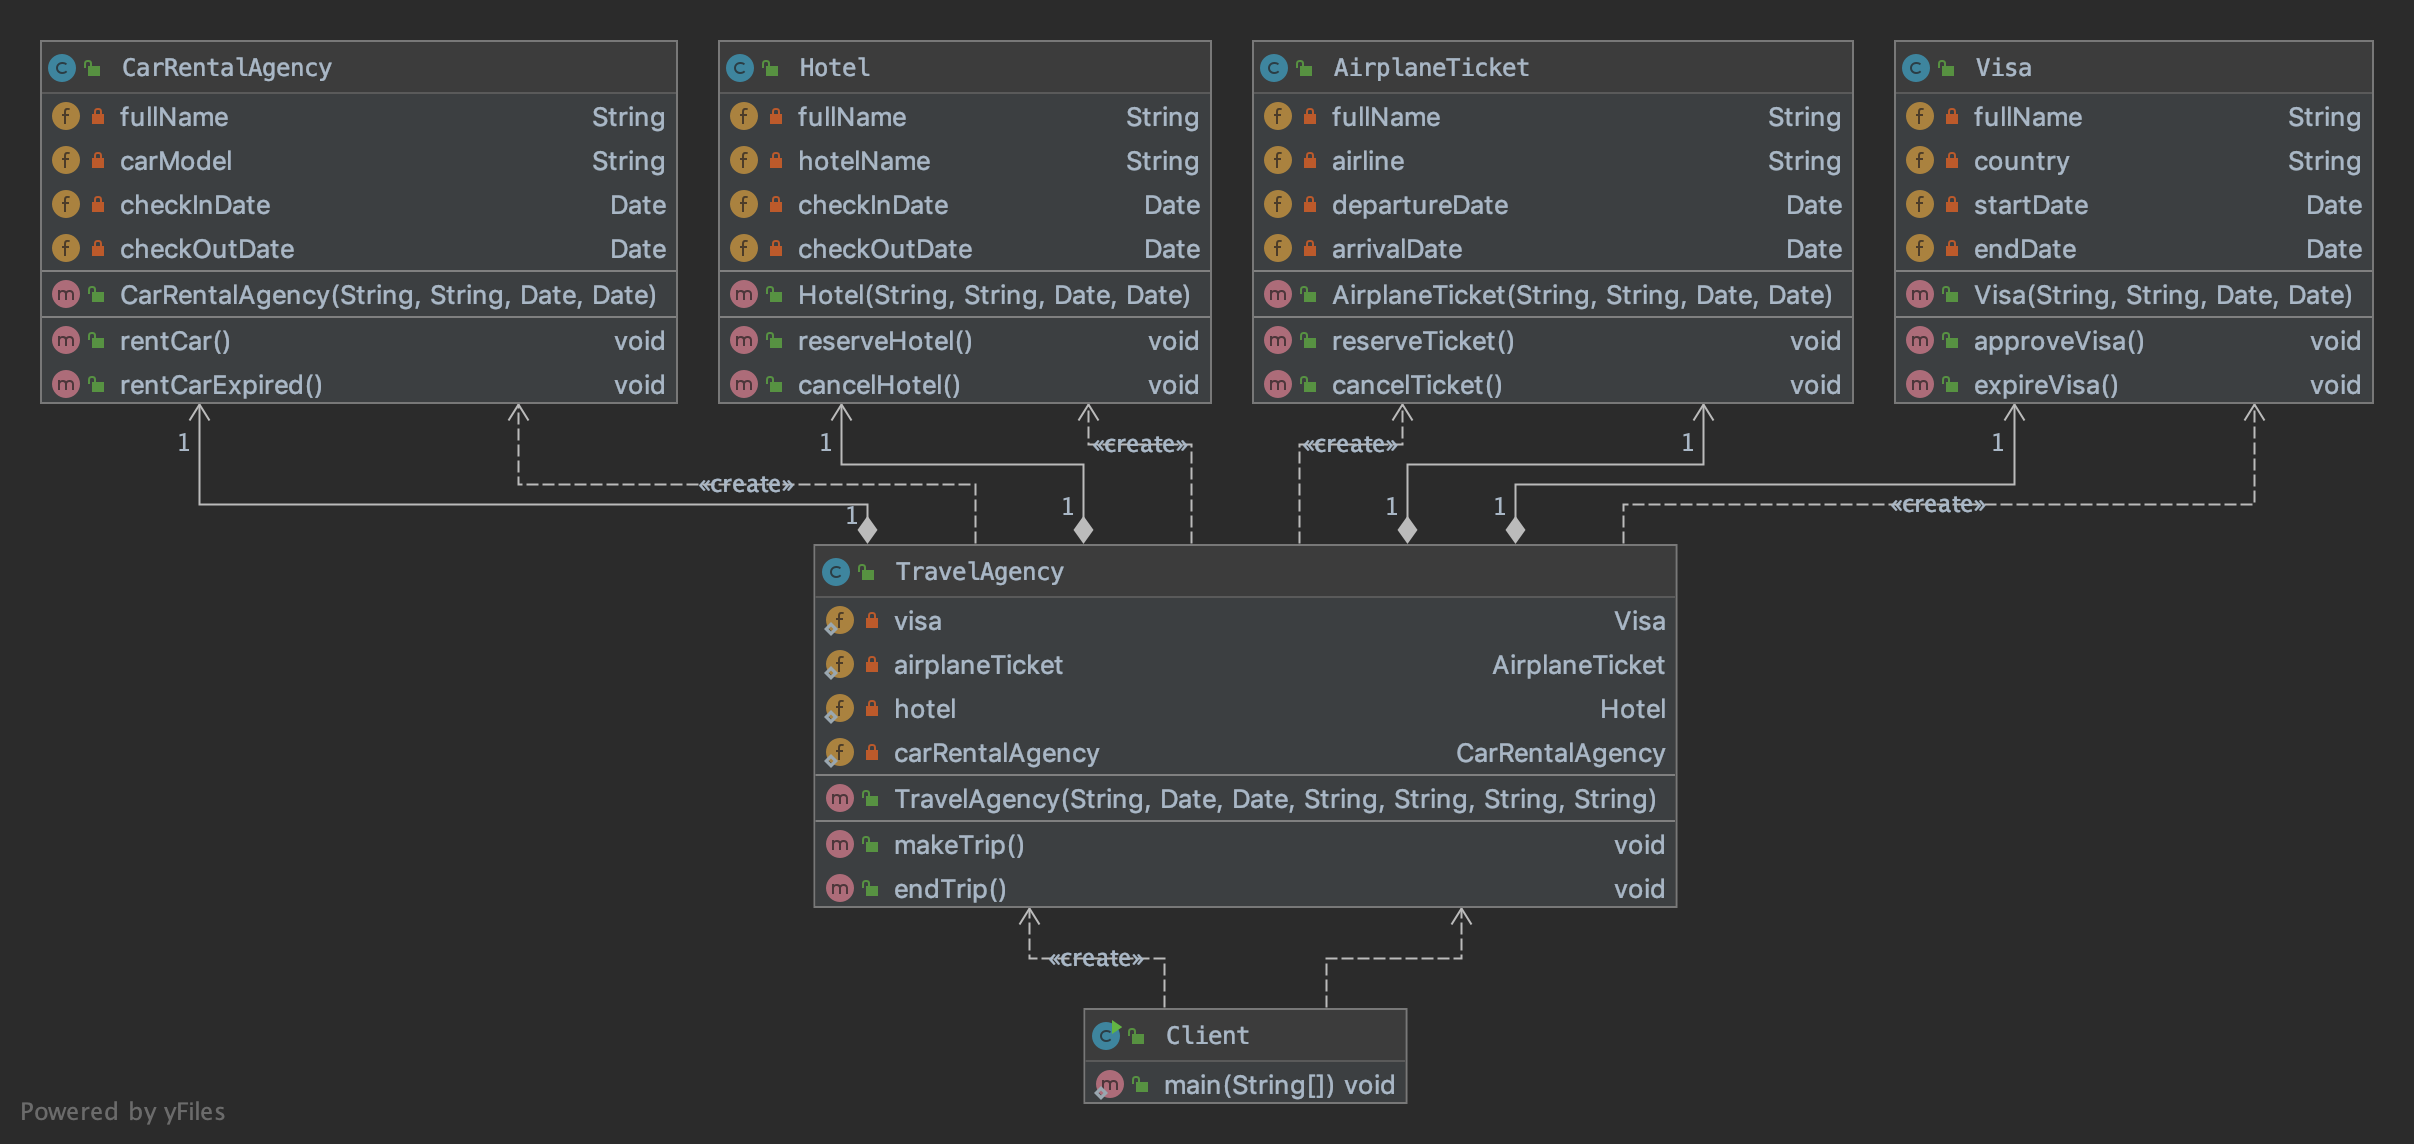 CarRentalAgency
fullName String
carModel String
checkInDate Date
checkOutDate Date
CarRentalAgency(String, String, Date, Date)
rentCar() void
rentCarExpired() void
Hotel
fullName String
hotelName String
checkInDate Date
checkOutDate Date
Hotel(String, String, Date, Date)
reserveHotel() void
cancelHotel() void
AirplaneTicket
fullName String
airline String
departureDate Date
arrivalDate Date
AirplaneTicket(String, String, Date, Date)
reserveTicket() void
cancelTicket() void
Visa
fullName String
country String
startDate Date
endDate Date
Visa(String, String, Date, Date)
approveVisa() void
expireVisa() void
1 1 «create» «create» 1 1
«create»
1 1 1 1 «create»
TravelAgency
visa Visa
airplaneTicket AirplaneTicket
hotel Hotel
carRentalAgency CarRentalAgency
TravelAgency(String, Date, Date, String, String, String, String)
makeTrip() void
endTrip() void
«create»
Client
main(String[]) void
Powered by yFiles